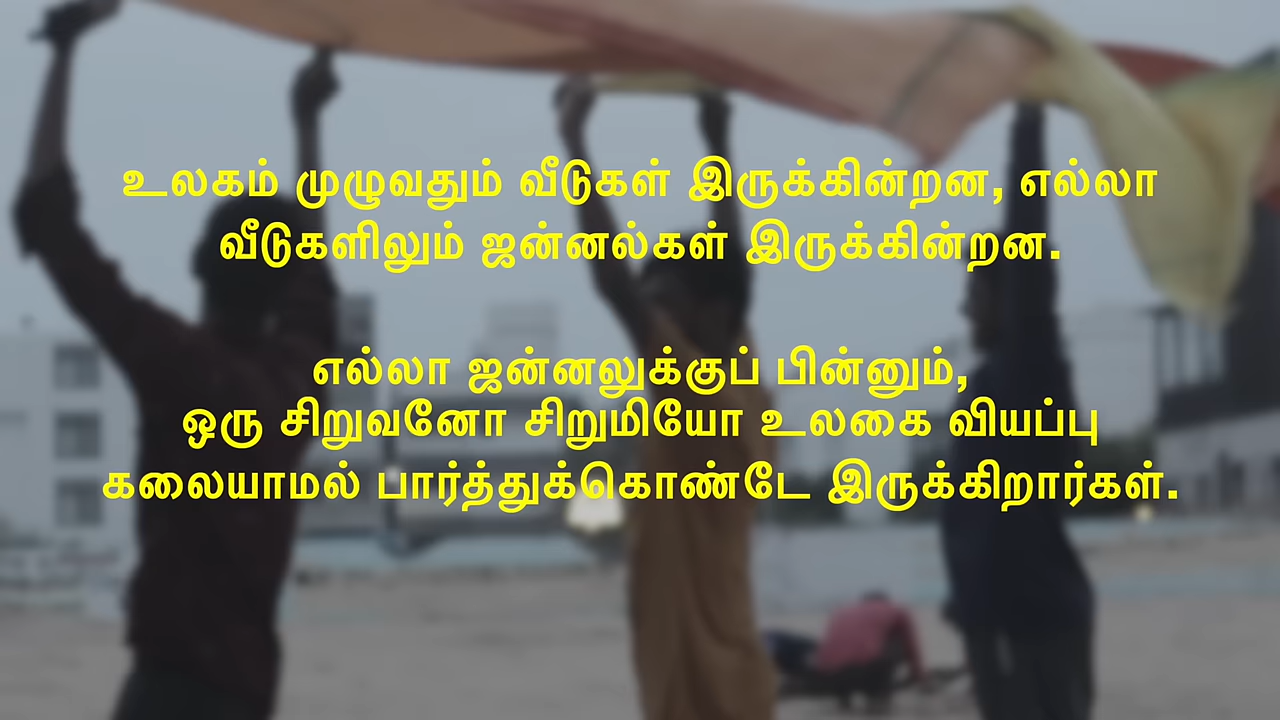 உலகம் முழுவதும் வீடுகள் இருக்கின்றன, எல்லா
வீடுகளிலும் ஜன்னல்கள் இருக்கின்றன.
எல்லா ஜன்னலுக்குப் பின்னும்,
ஒரு சிறுவனோ சிறுமியோ உலகை வியப்பு
கலையாமல் பார்த்துக்கொண்டே இருக்கிறார்கள்.